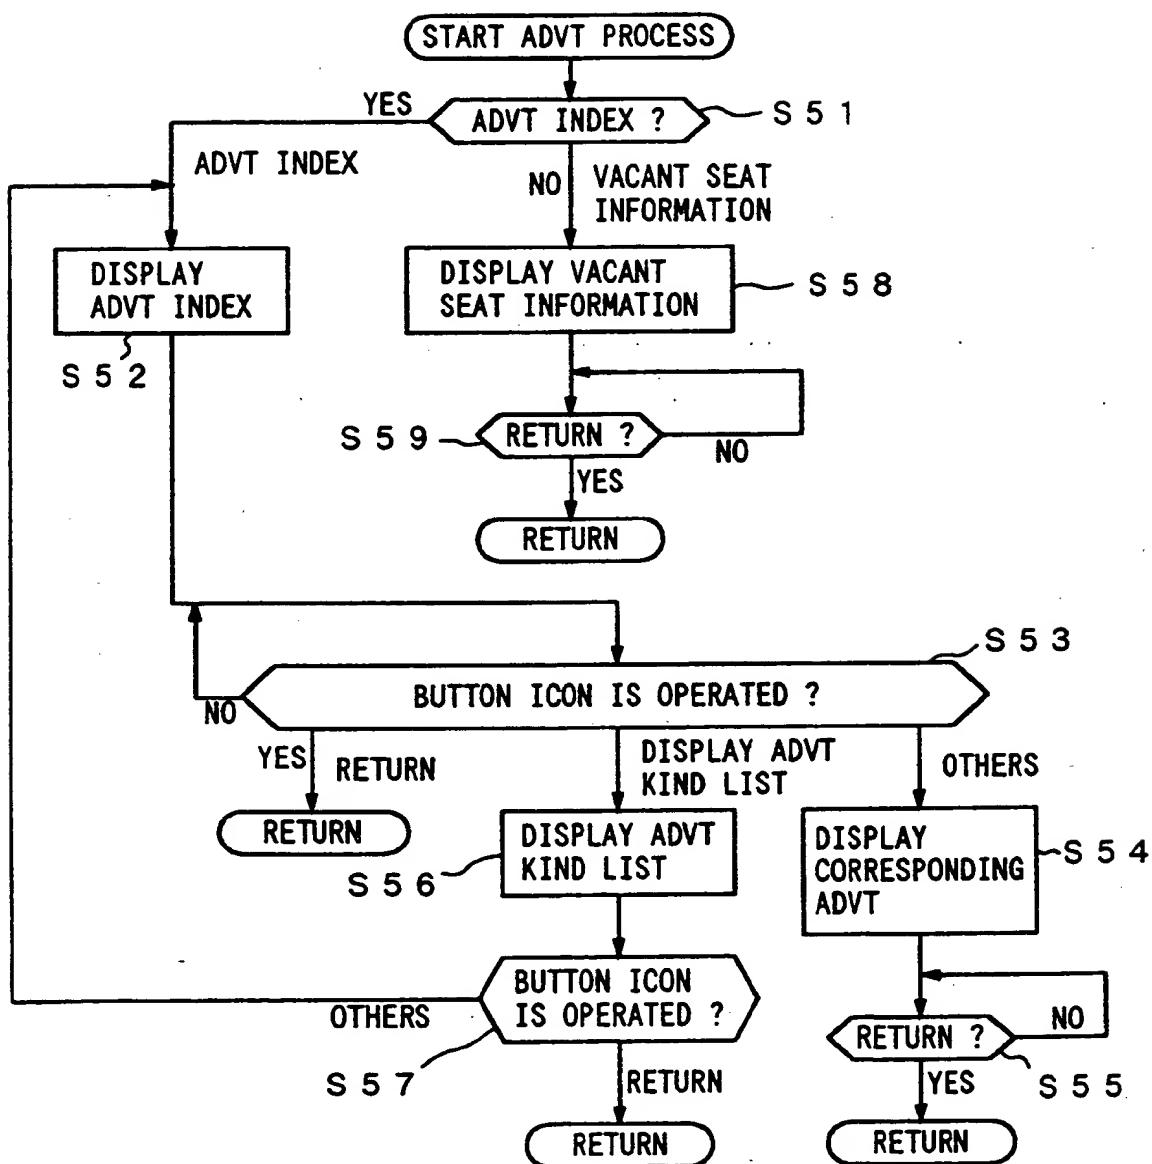 START ADVT PROCESS
YES
ADVT INDEX ?
S 5 1
ADVT INDEX
NO
VACANT SEAT
INFORMATION
DISPLAY
ADVT INDEX
S 5 2
DISPLAY VACANT
SEAT INFORMATION
S 5 8
S 5 9
RETURN ?
NO
YES
RETURN
S 5 3
BUTTON ICON IS OPERATED ?
NO
YES
RETURN
RETURN
DISPLAY ADVT
KIND LIST
DISPLAY ADVT
KIND LIST
S 5 6
OTHERS
DISPLAY
CORRESPONDING
ADVT
S 5 4
BUTTON ICON
IS OPERATED ?
OTHERS
S 5 7
RETURN
RETURN
RETURN ?
NO
S 5 5
YES
RETURN